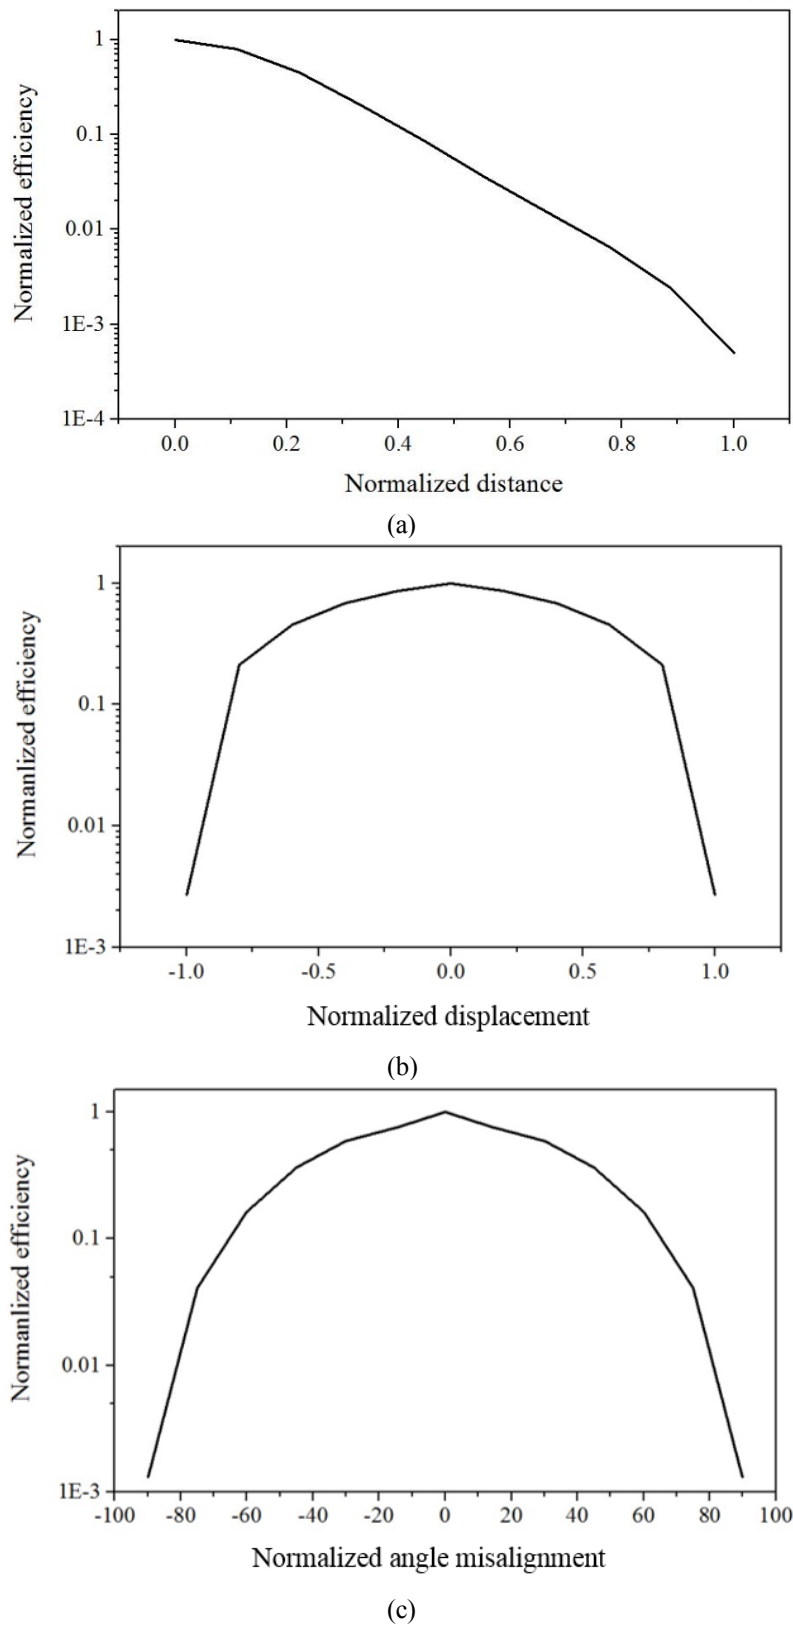 Normalized efficiency
1
0.1
0.01
1E-3
1E-4
0.0 0.2 0.4 0.6 0.8 1.0
Normalized distance
(a)
Normanlized efficiency
1
0.1
0.01
1E-3
-1.0 -0.5 0.0 0.5 1.0
Normalized displacement
(b)
Normanlized efficiency
1
0.1
0.01
1E-3
-100 -80 -60 -40 -20 0 20 40 60 80 100
Normanlized angle misalignment
(c)